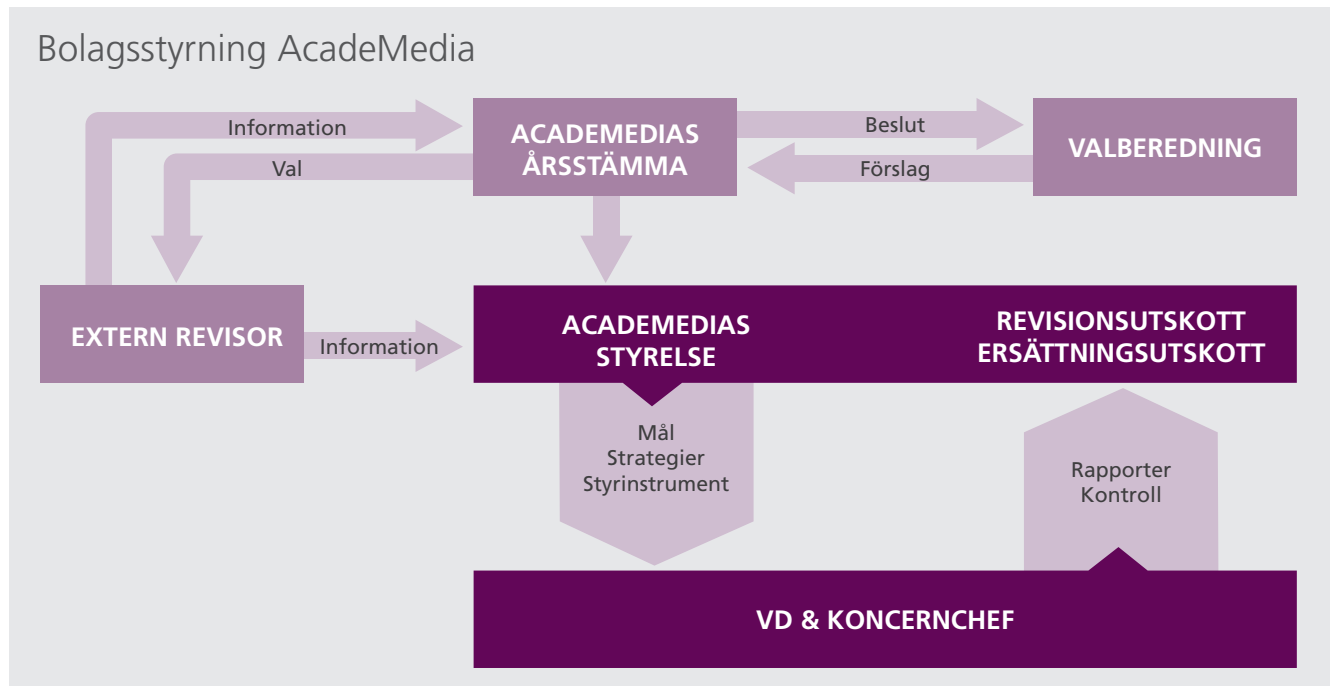 Bolagsstyrning AcadeMedia
Information
Val
ACADEMEDIAS
ÅRSSTÄMMA
Beslut
Förslag
VALBEREDNING
EXTERN REVISOR
Information
ACADEMEDIAS
STYRELSE
REVISIONSUTSKOTT
ERSÄTTNINGSUTSKOTT
Mål
Strategier
Styrinstrument
Rapporter
Kontroll
VD & KONCERNCHEF